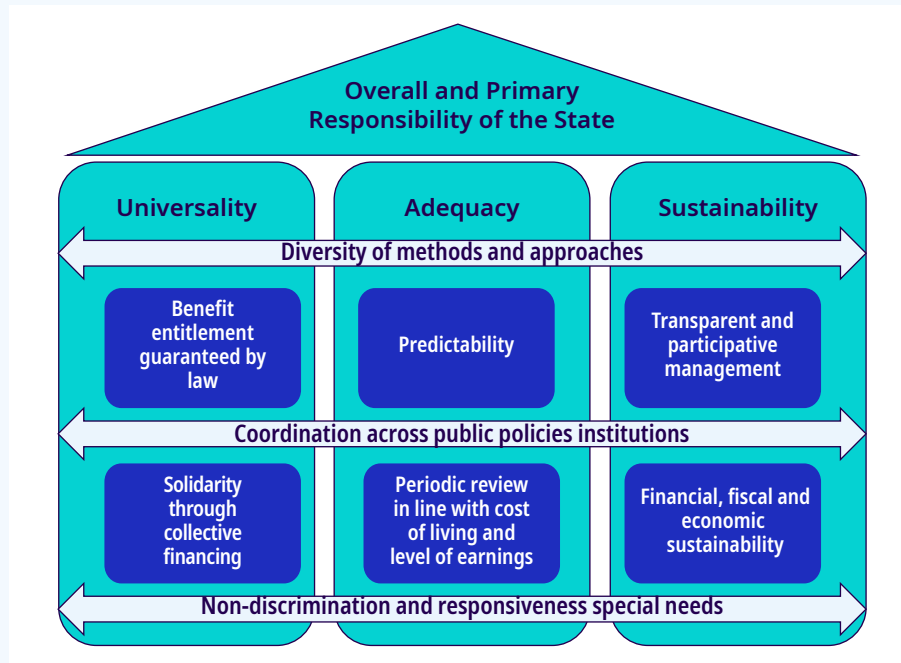 Overall and Primary
Responsibility of the State
Universality
Adequacy
Sustainability
Diversity of methods and approaches
Benefit
entitlement
guaranteed by
law
Predictability
Transparent and
participative
management
Coordination across public policies institutions
Solidarity
through
collective
financing
Periodic review
in line with cost
of living and
level of earnings
Financial, fiscal and
economic
sustainability
Non-discrimination and responsiveness special needs